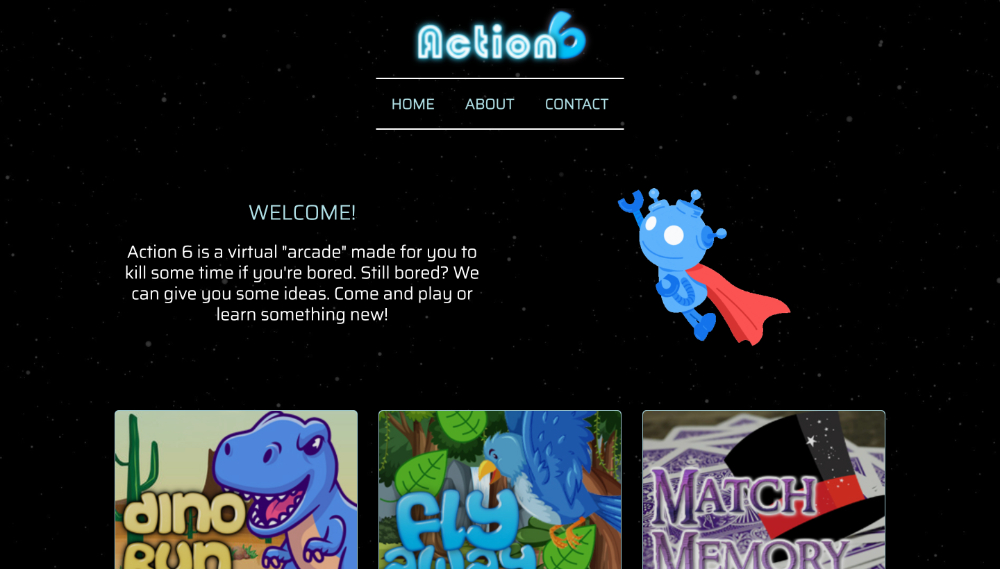 Action6
HOME ABOUT CONTACT
WELCOME!
Action 6 is a virtual "arcade" made for you to
kill some time if you're bored. Still bored? We
can give you some ideas. Come and play or
learn something new!
dino
Run
fly
away
MATCH
MEMORY